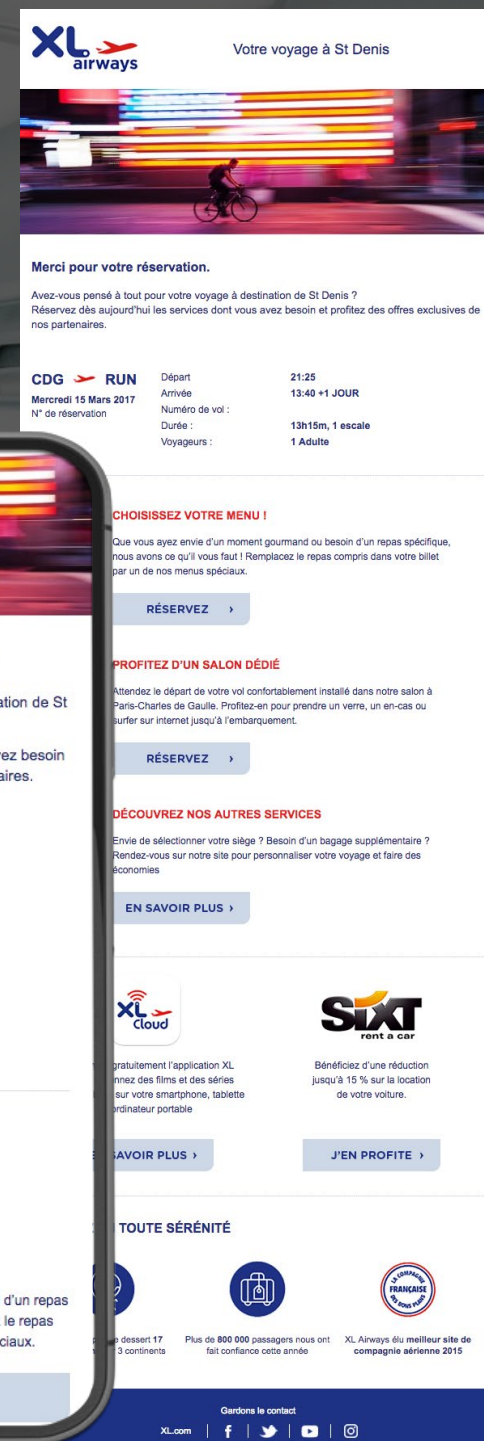 XL airways
Votre voyage à St Denis
Merci pour votre réservation.
Avez-vous pensé à tout pour votre voyage à destination de St Denis ?
Réservez dès aujourd'hui les services dont vous avez besoin et profitez des offres exclusives de
nos partenaires.
CDG RUN
Mercredi 15 Mars 2017
N° de réservation
Départ 21:25
Arrivée 13:40 +1 JOUR
Numéro de vol :
Durée : 13h15m, 1 escale
Voyageurs : 1 Adulte
CHOISISSEZ VOTRE MENU !
Que vous ayez envie d'un moment gourmand ou besoin d'un repas spécifique,
nous avons ce qu'il vous faut ! Remplacez le repas compris dans votre billet
par un de nos menus spéciaux.
RÉSERVEZ ›
PROFITEZ D'UN SALON DÉDIÉ
Attendez le départ de votre vol confortablement installé dans notre salon à
Paris-Charles de Gaulle. Profitez-en pour prendre un verre, un en-cas ou
surfer sur internet jusqu'à l'embarquement.
RÉSERVEZ ›
DÉCOUVREZ NOS AUTRES SERVICES
Envie de sélectionner votre siège ? Besoin d'un bagage supplémentaire ?
Rendez-vous sur notre site pour personnaliser votre voyage et faire des
économies
EN SAVOIR PLUS ›
XL Cloud
gratuitement l'application XL
nnez des films et des séries
sur votre smartphone, tablette
rdinateur portable
SAVOIR PLUS ›
SIXT
rent a car
Bénéficiez d'une réduction
jusqu'à 15 % sur la location
de votre voiture.
J'EN PROFITE ›
TOUTE SÉRÉNITÉ
dessert 17
3 continents
Plus de 800 000 passagers nous ont
fait confiance cette année
LA COMPAGNIE
FRANÇAISE
DES BONS PLANS
XL Airways élu meilleur site de
compagnie aérienne 2015
Gardons le contact
XL.com
ation de St
ez besoin
aires.
d'un repas
le repas
ciaux.